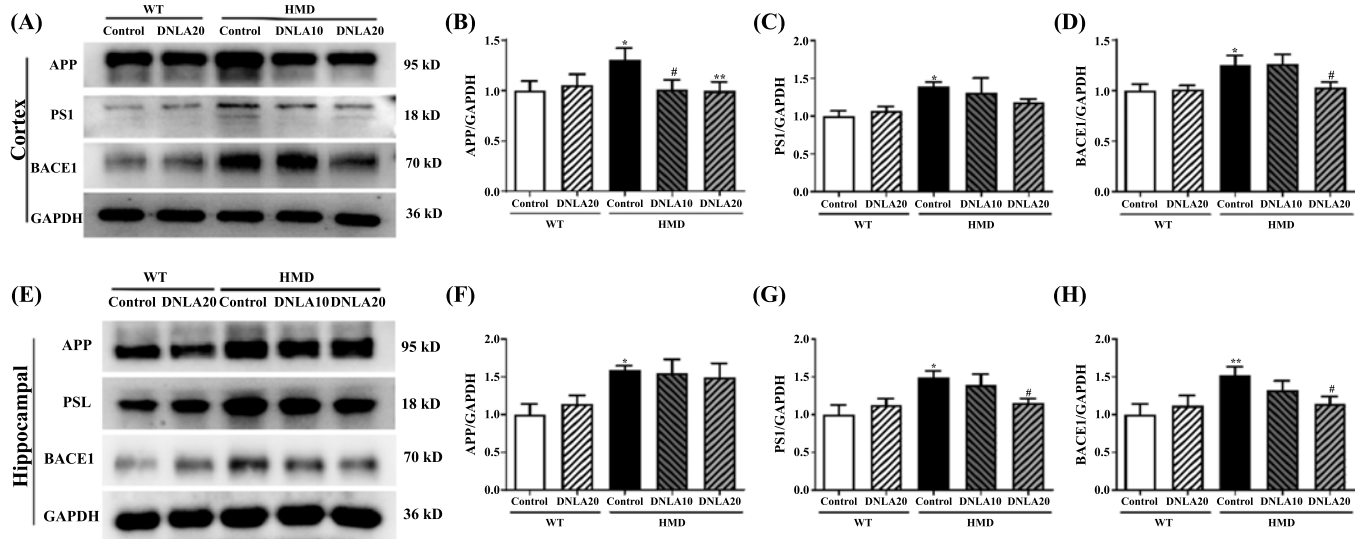 (A)
WT HMD
Control DNLA20 Control DNLA10 DNLA20
Cortex
APP 95 kD
PS1 18 kD
BACE1 70 kD
GAPDH 36 kD
(B)
APP/GAPDH
1.5
1.0
0.5
0.0
*
#
**
Control DNLA20 Control DNLA10 DNLA20
WT HMD
(C)
PS1/GAPDH
2.0
1.5
1.0
0.5
0.0
*
Control DNLA20 Control DNLA10 DNLA20
WT HMD
(D)
BACE1/GAPDH
1.5
1.0
0.5
0.0
*
#
Control DNLA20 Control DNLA10 DNLA20
WT HMD
(E)
WT HMD
Control DNLA20 Control DNLA10 DNLA20
Hippocampal
APP 95 kD
PSL 18 kD
BACE1 70 kD
GAPDH 36 kD
(F)
APP/GAPDH
2.0
1.5
1.0
0.5
0.0
*
Control DNLA20 Control DNLA10 DNLA20
WT HMD
(G)
PS1/GAPDH
2.0
1.5
1.0
0.5
0.0
*
#
Control DNLA20 Control DNLA10 DNLA20
WT HMD
(H)
BACE1/GAPDH
2.0
1.5
1.0
0.5
0.0
**
#
Control DNLA20 Control DNLA10 DNLA20
WT HMD